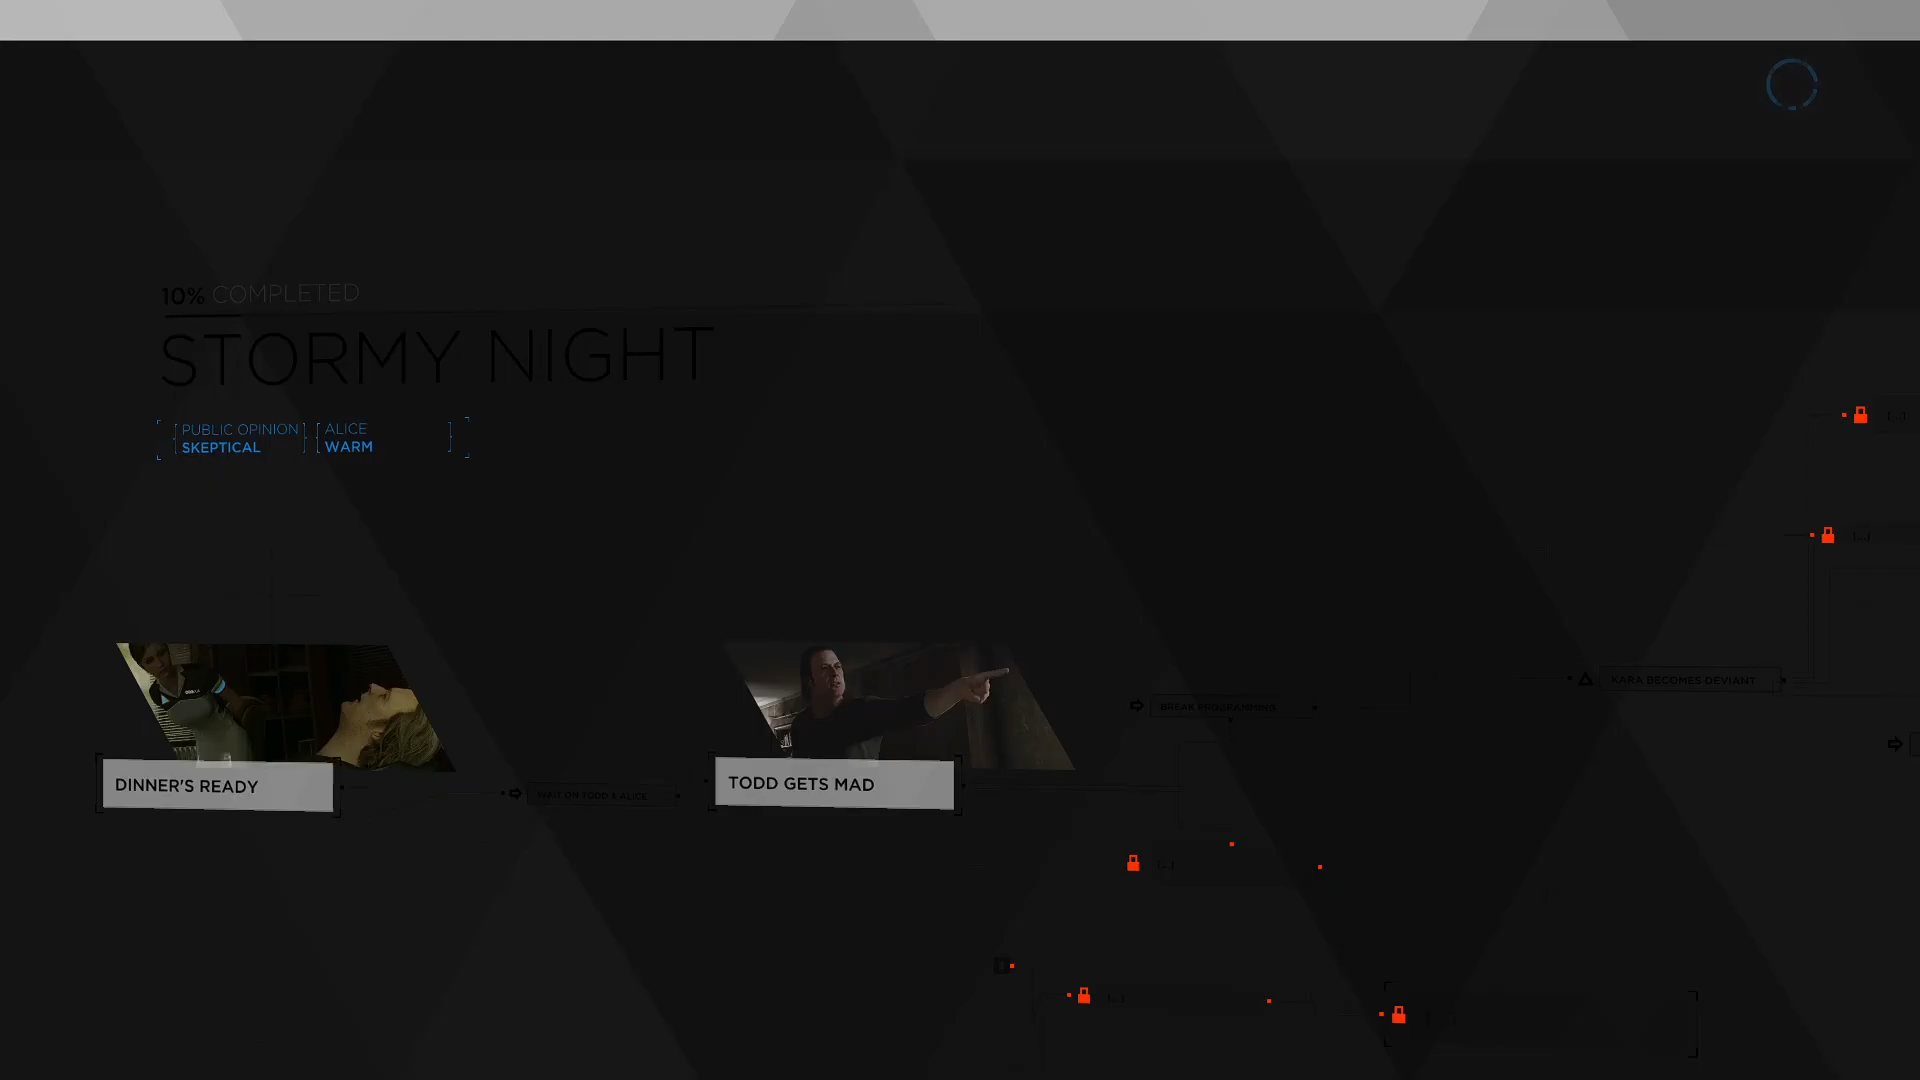 10% COMPLETED
STORMY NIGHT
PUBLIC OPINION
SKEPTICAL
ALICE
WARM
KARA BECOMES DEVIANT
BREAK PROGRAMMING
DINNER'S READY
WAIT ON TODD & ALICE
TODD GETS MAD